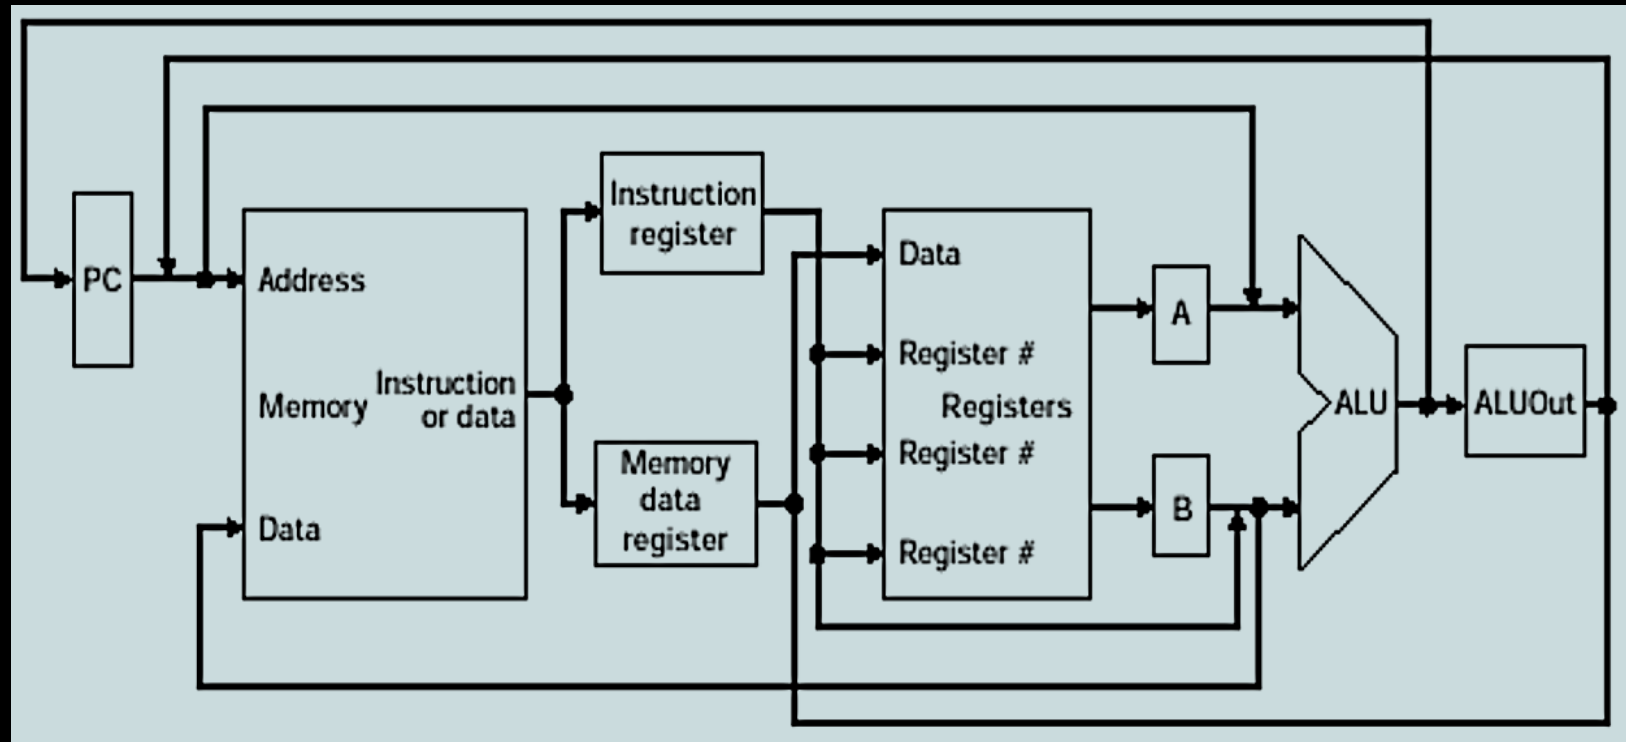 PC
Address
Memory
Instruction
or data
Data
Instruction
register
Memory
data
register
Data
Register #
Registers
Register #
Register #
A
B
ALU
ALUOut